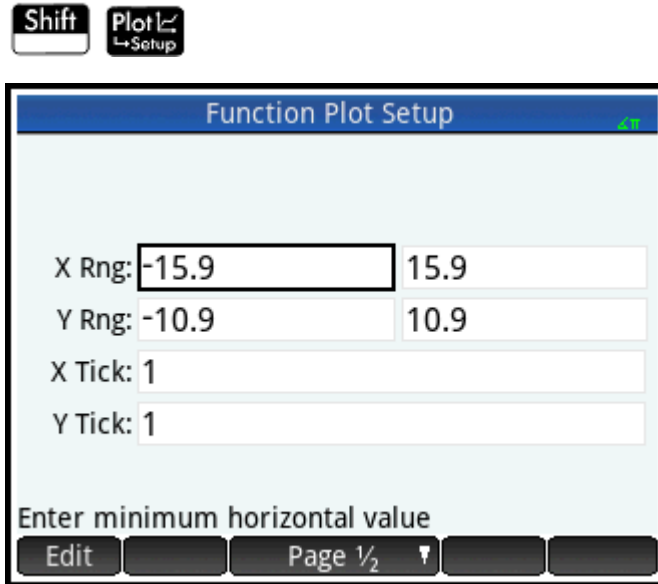 Shift Plot
↳Setup
Function Plot Setup
∡π
X Rng: -15.9 15.9
Y Rng: -10.9 10.9
X Tick: 1
Y Tick: 1
Enter minimum horizontal value
Edit Page ½